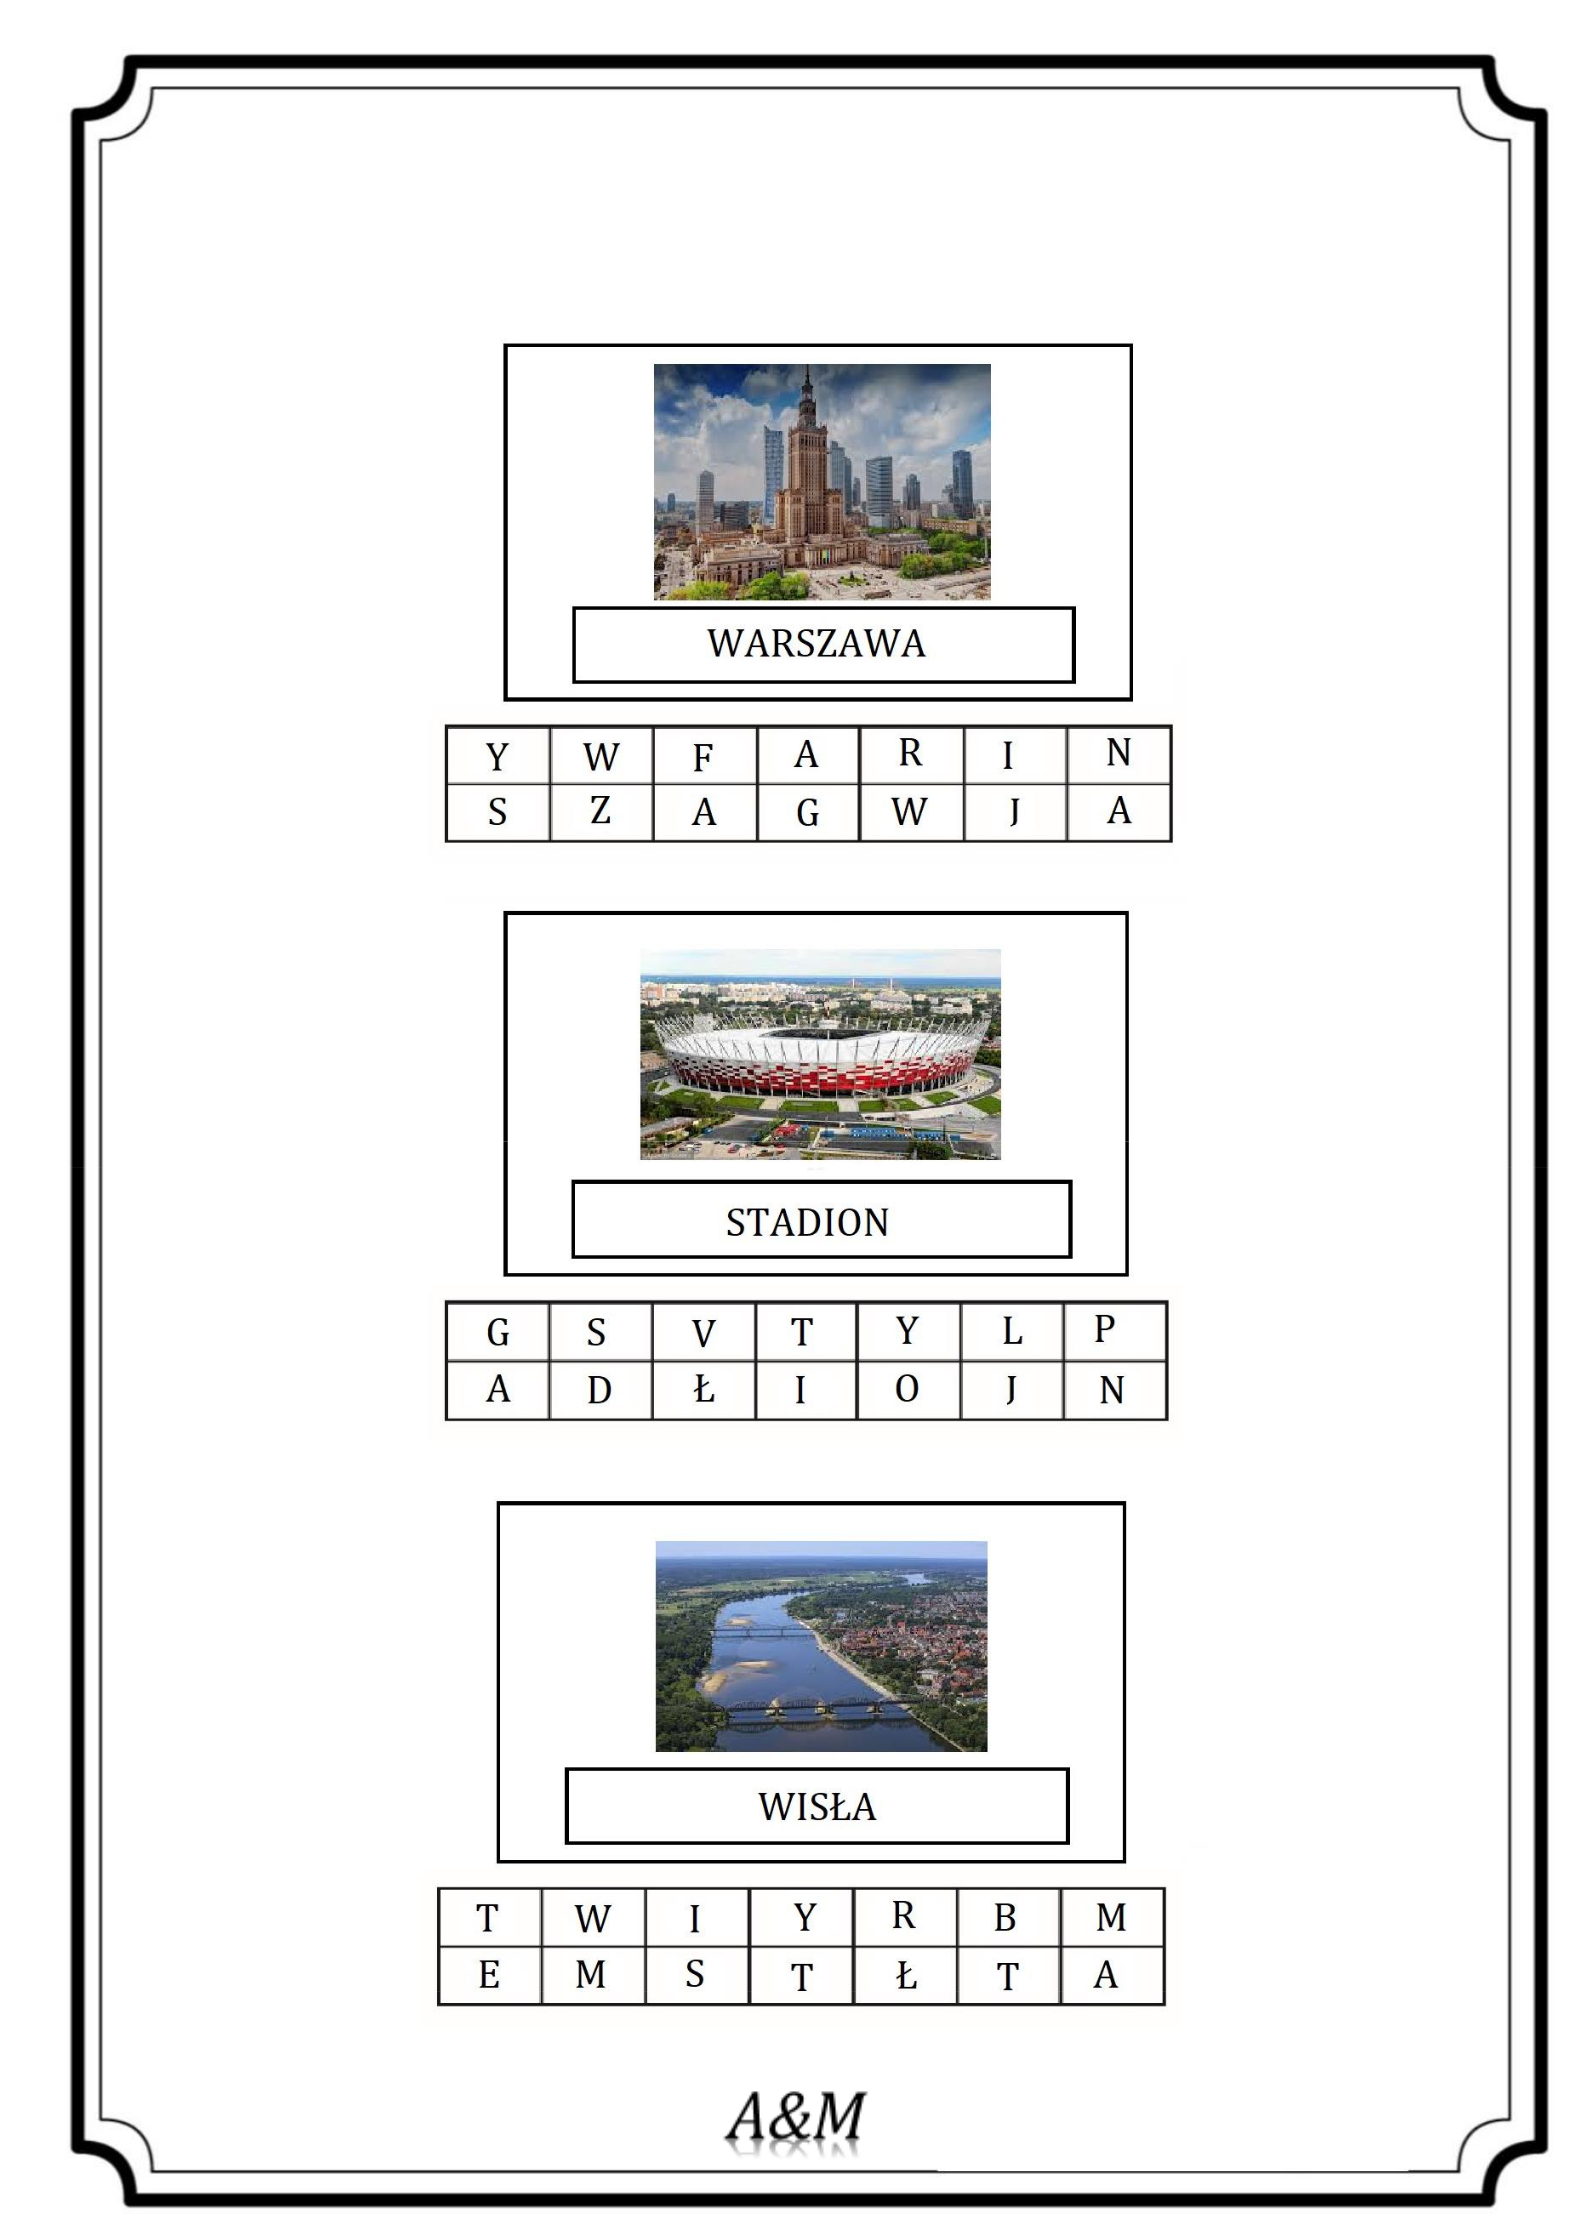 WARSZAWA
Y W F A R I N
S Z A G W J A
STADION
G S V T Y L P
A D Ł I O J N
WISŁA
T W I Y R B M
E M S T Ł T A
A&M